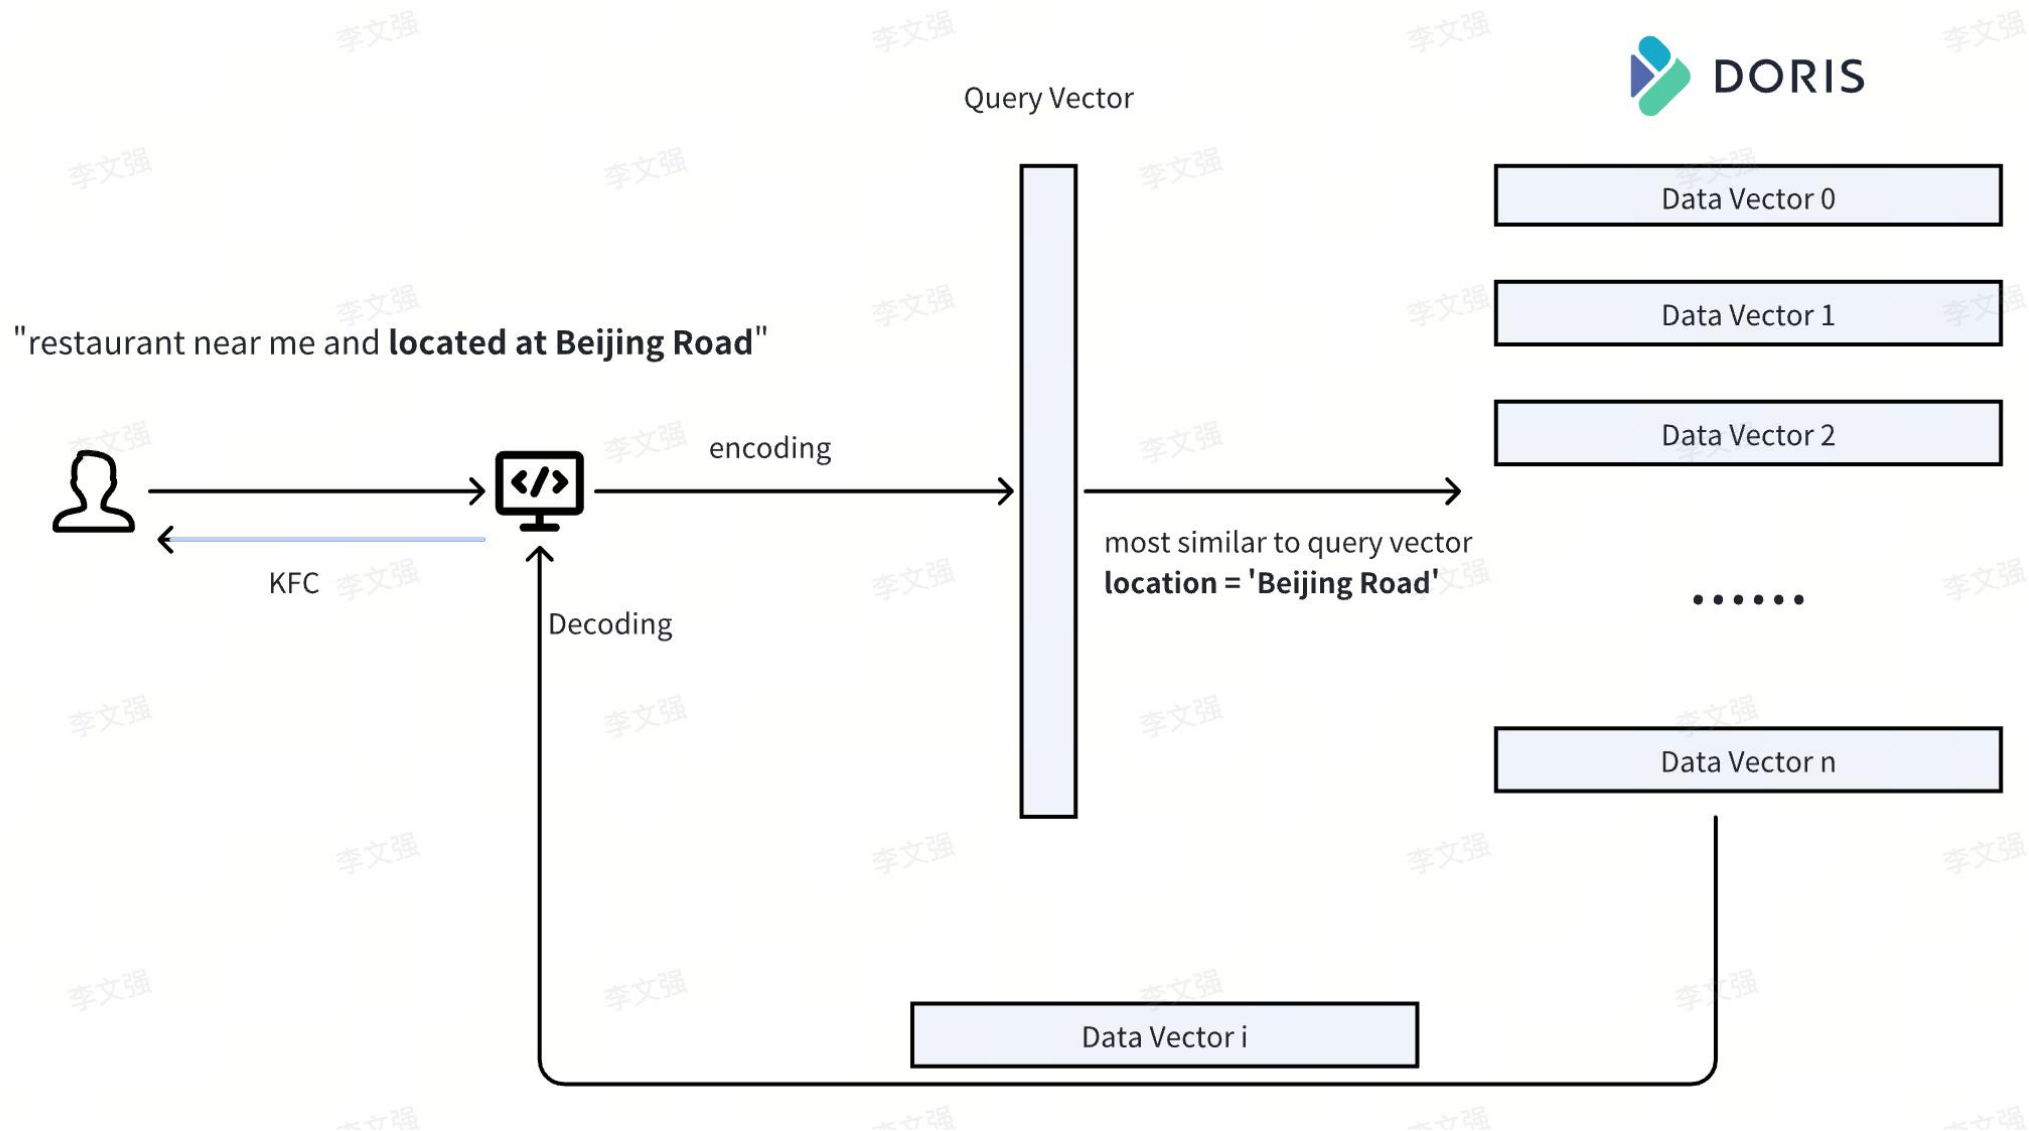 Query Vector
DORIS
Data Vector 0
Data Vector 1
"restaurant near me and located at Beijing Road"
Data Vector 2
encoding
</>
most similar to query vector
location = 'Beijing Road'
KFC
Decoding
......
Data Vector n
Data Vector i
李文强